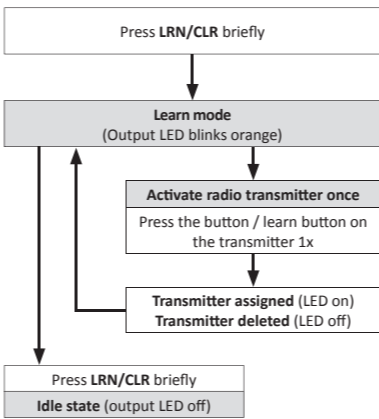 Press LRN/CLR briefly
Learn mode
(Output LED blinks orange)
Activate radio transmitter once
Press the button / learn button on
the transmitter 1x
Transmitter assigned (LED on)
Transmitter deleted (LED off)
Press LRN/CLR briefly
Idle state (output LED off)